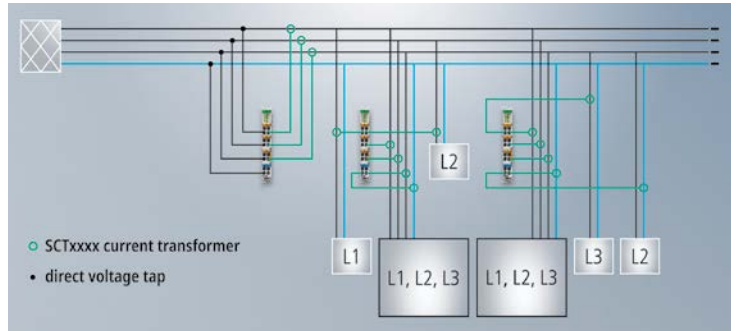 L2
SCTxxxx current transformer
direct voltage tap
L1
L1, L2, L3
L1, L2, L3
L3
L2